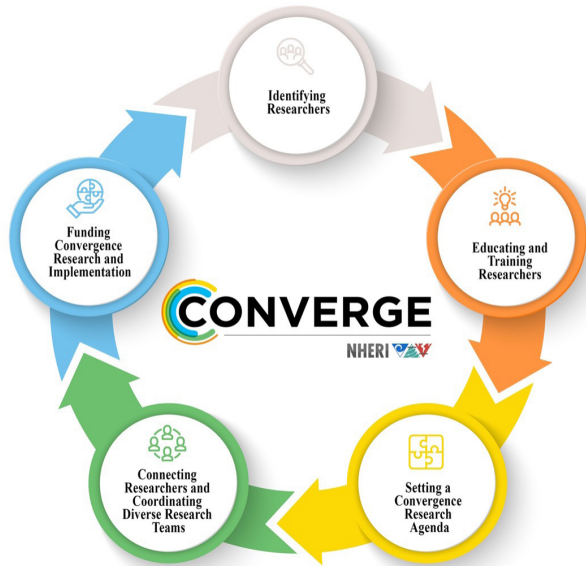 Identifying
Researchers
Educating and
Training
Researchers
Setting a
Convergence
Research
Agenda
Connecting
Researchers and
Coordinating
Diverse Research
Teams
Funding
Convergence
Research and
Implementation
CONVERGE
NHERI